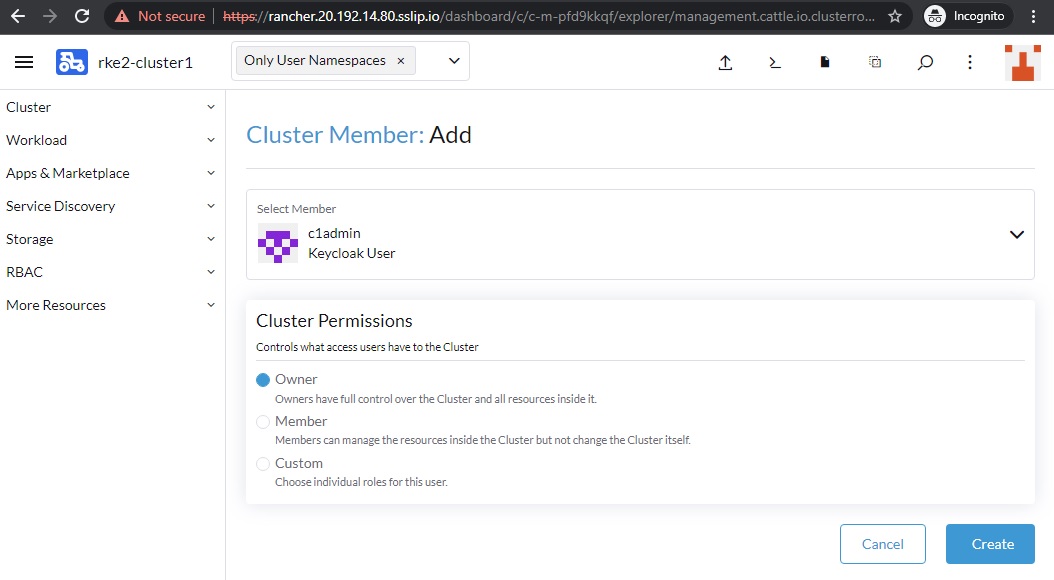 Not secure https://rancher.20.192.14.80.sslip.io/dashboard/c/c-m-pfd9kkqf/explorer/management.cattle.io.clusterro... Incognito
rke2-cluster1 Only User Namespaces ×
Cluster
Workload
Apps & Marketplace
Service Discovery
Storage
RBAC
More Resources
Cluster Member: Add
Select Member
c1admin
Keycloak User
Cluster Permissions
Controls what access users have to the Cluster
Owner
Owners have full control over the Cluster and all resources inside it.
Member
Members can manage the resources inside the Cluster but not change the Cluster itself.
Custom
Choose individual roles for this user.
Cancel Create